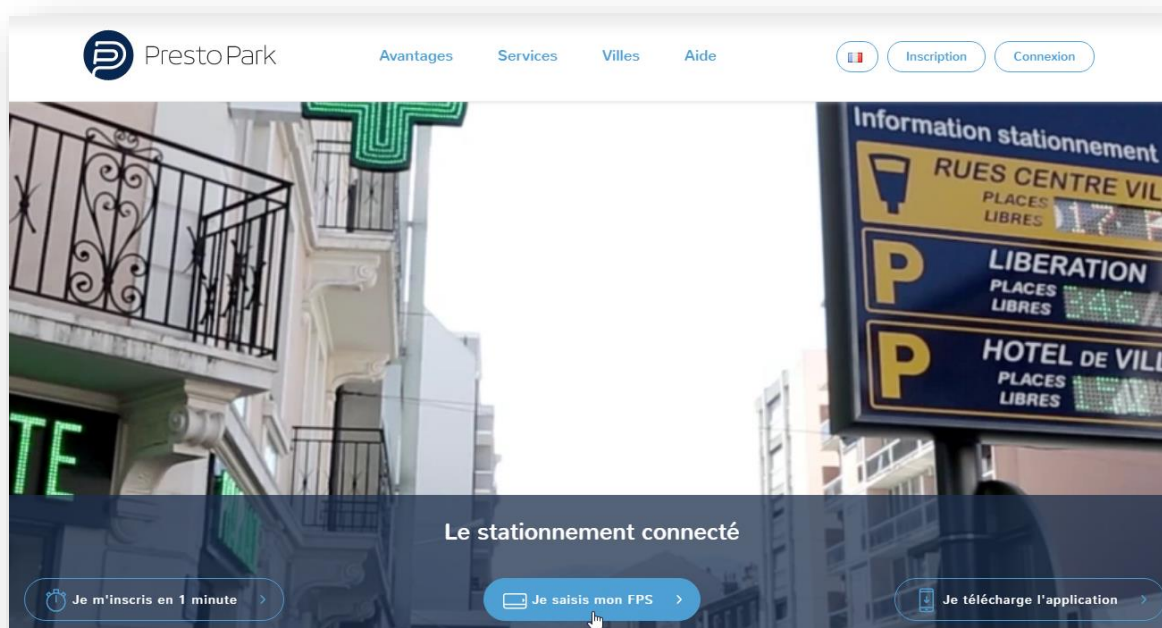 PrestoPark
Avantages Services Villes Aide Inscription Connexion
Information stationnement
RUES CENTRE VIL
PLACES
LIBRES
LIBERATION
PLACES
LIBRES
HOTEL DE VILL
PLACES
LIBRES
TE
Le stationnement connecté
Je m'inscris en 1 minute
Je saisis mon FPS
Je télécharge l'application